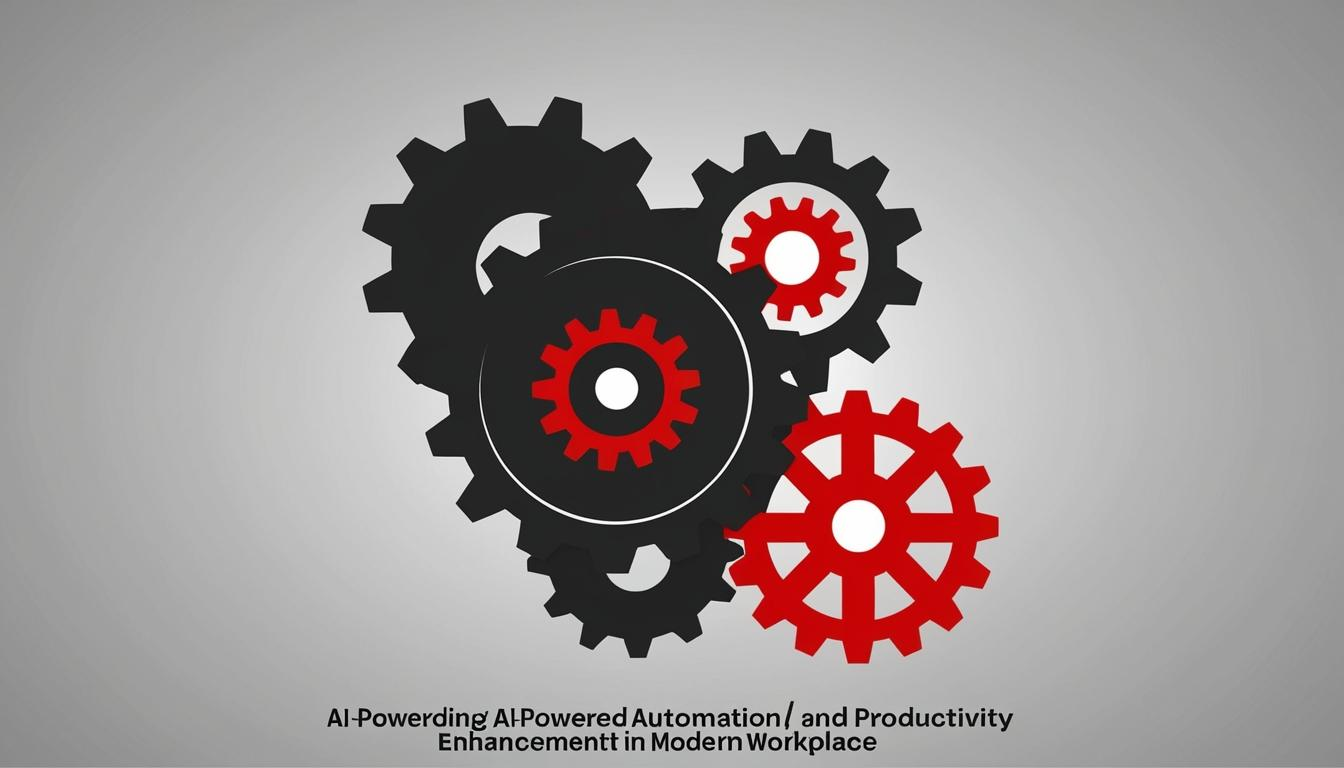 AI-Powerding AI-Powered Automation/ and Productivity
Enhancementt in Modern Workplace